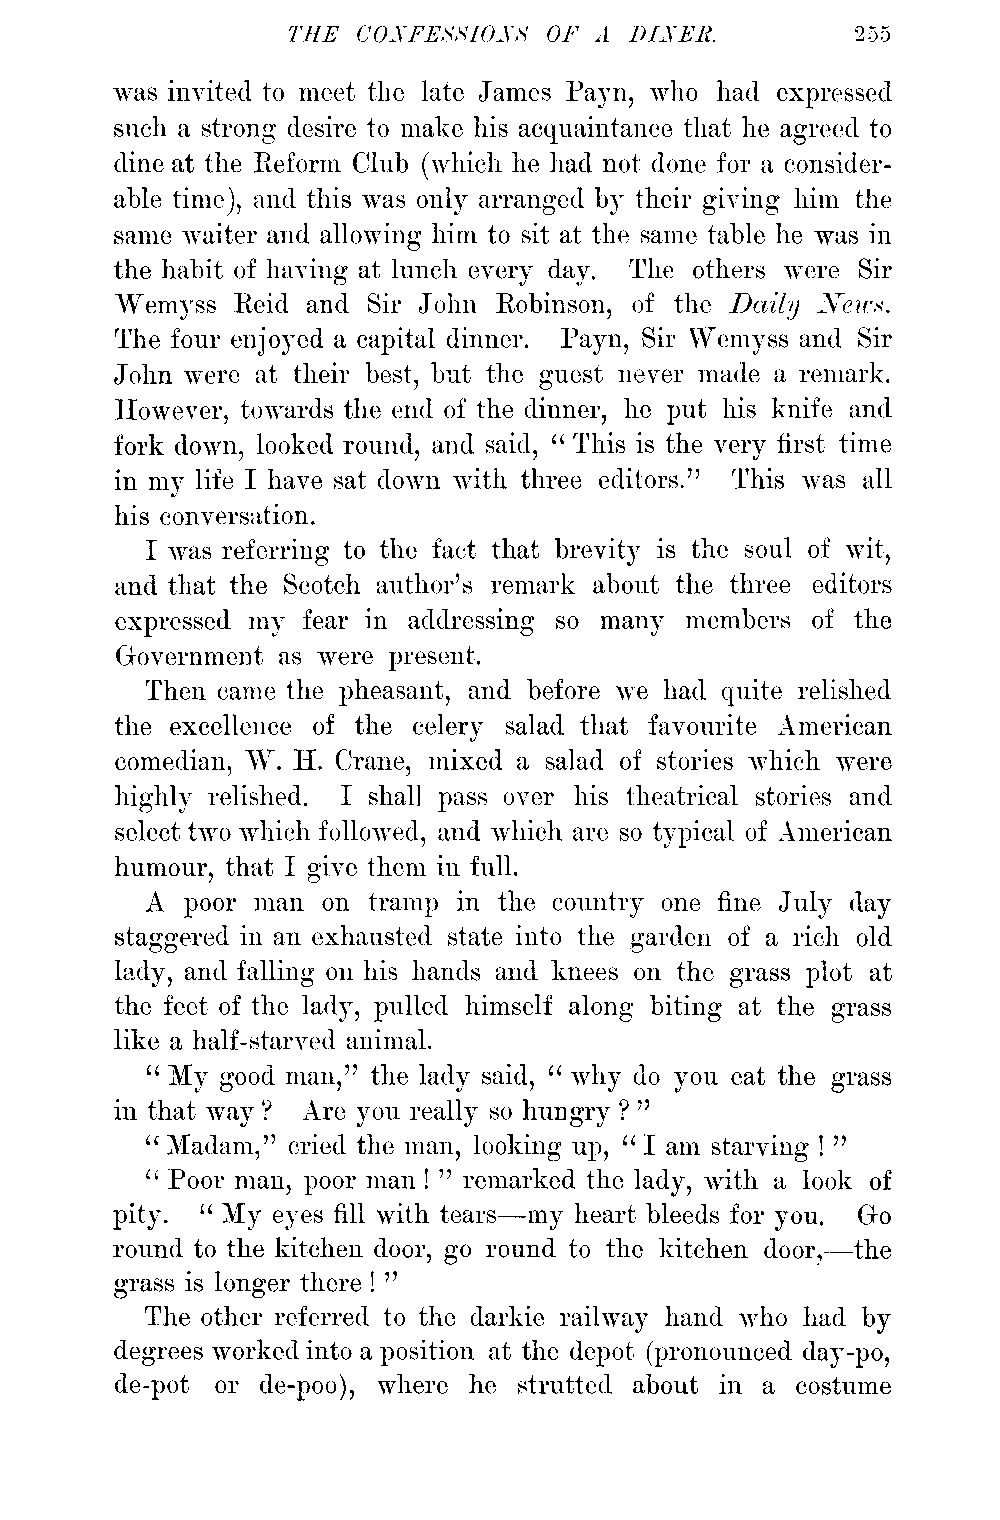 THE CONFESSIONS OF A DINER. 255
was invited to meet the late James Payn, who had expressed
such a strong desire to make his acquaintance that he agreed to
dine at the Reform Club (which he had not done for a consider-
able time), and this was only arranged by their giving him the
same waiter and allowing him to sit at the same table he was in
the habit of having at lunch every day. The others were Sir
Wemyss Reid and Sir John Robinson, of the Daily News.
The four enjoyed a capital dinner. Payn, Sir Wemyss and Sir
John were at their best, but the guest never made a remark.
However, towards the end of the dinner, he put his knife and
fork down, looked round, and said, “ This is the very first time
in my life I have sat down with three editors.” This was all
his conversation.
I was referring to the fact that brevity is the soul of wit,
and that the Scotch author’s remark about the three editors
expressed my fear in addressing so many members of the
Government as were present.
Then came the pheasant, and before we had quite relished
the excellence of the celery salad that favourite American
comedian, W. H. Crane, mixed a salad of stories which were
highly relished. I shall pass over his theatrical stories and
select two which followed, and which are so typical of American
humour, that I give them in full.
A poor man on tramp in the country one fine July day
staggered in an exhausted state into the garden of a rich old
lady, and falling on his hands and knees on the grass plot at
the feet of the lady, pulled himself along biting at the grass
like a half-starved animal.
“ My good man,” the lady said, “ why do you eat the grass
in that way ? Are you really so hungry ? ”
“ Madam,” cried the man, looking up, “ I am starving ! ”
“ Poor man, poor man ! ” remarked the lady, with a look of
pity. “ My eyes fill with tears—my heart bleeds for you. Go
round to the kitchen door, go round to the kitchen door,—the
grass is longer there ! ”
The other referred to the darkie railway hand who had by
degrees worked into a position at the depot (pronounced day-po,
de-pot or de-poo), where he strutted about in a costume